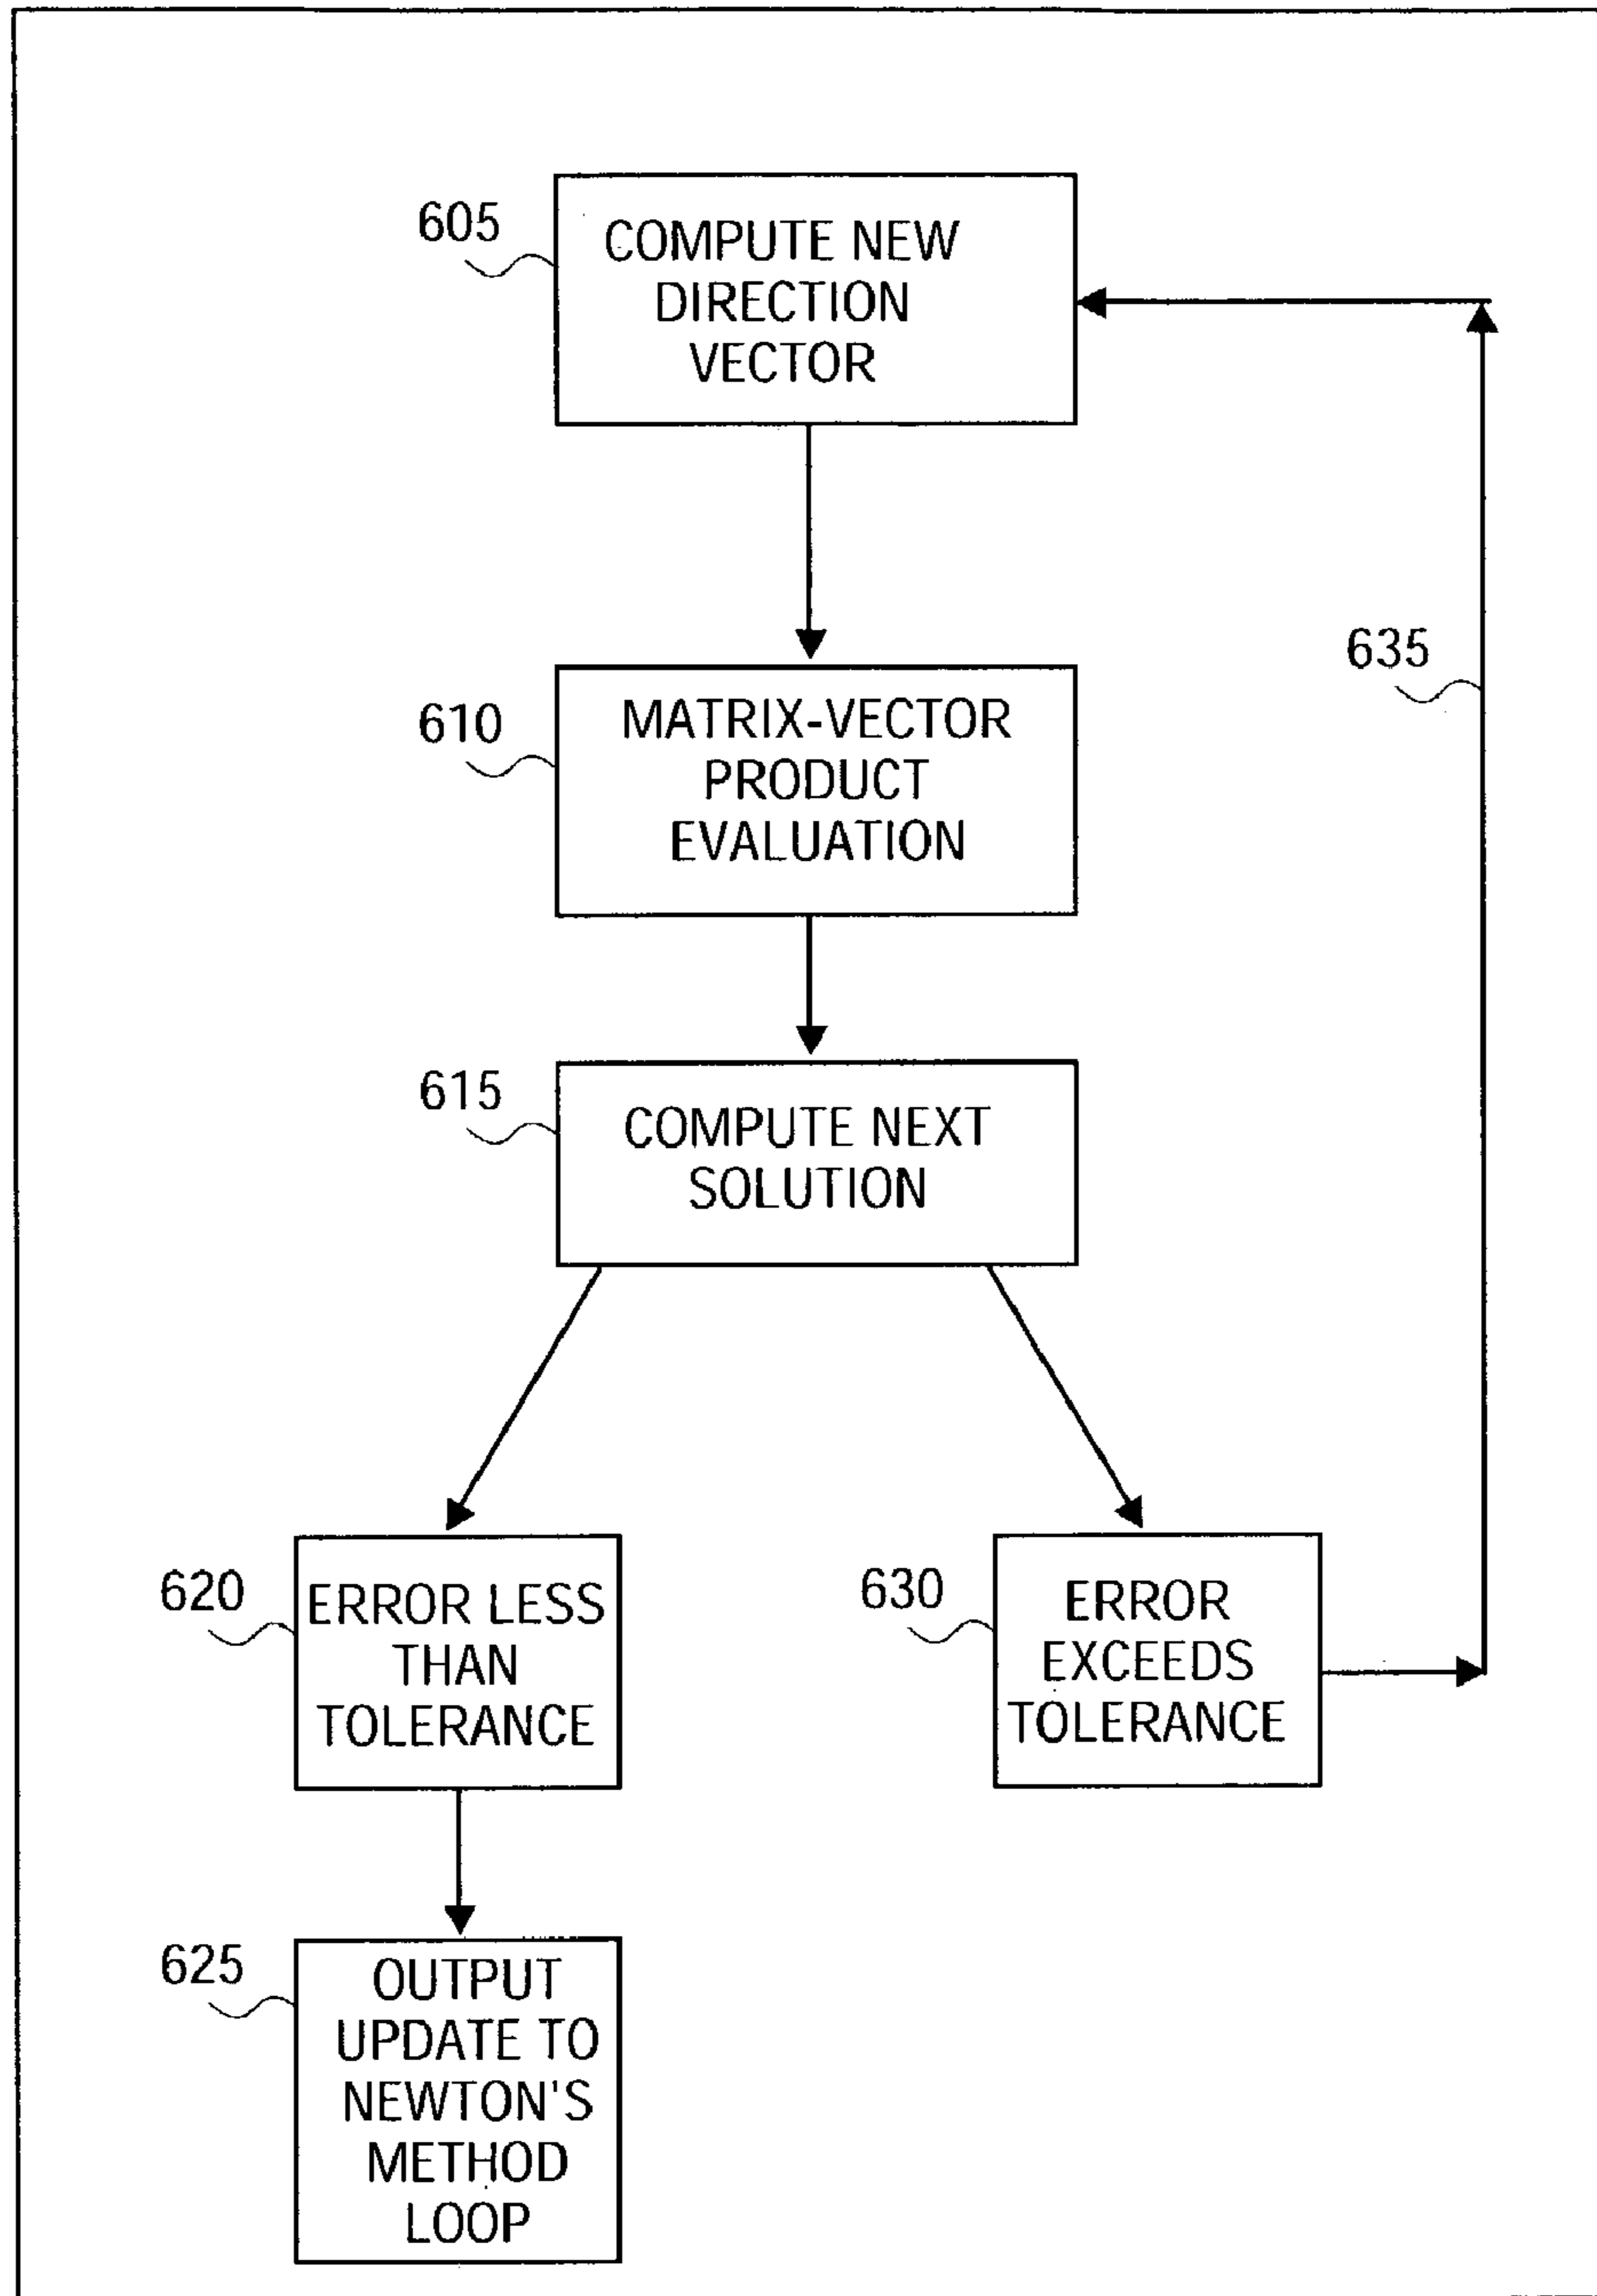 605
COMPUTE NEW
DIRECTION
VECTOR
635
610
MATRIX-VECTOR
PRODUCT
EVALUATION
615
COMPUTE NEXT
SOLUTION
620
ERROR LESS
THAN
TOLERANCE
630
ERROR
EXCEEDS
TOLERANCE
625
OUTPUT
UPDATE TO
NEWTON'S
METHOD
LOOP